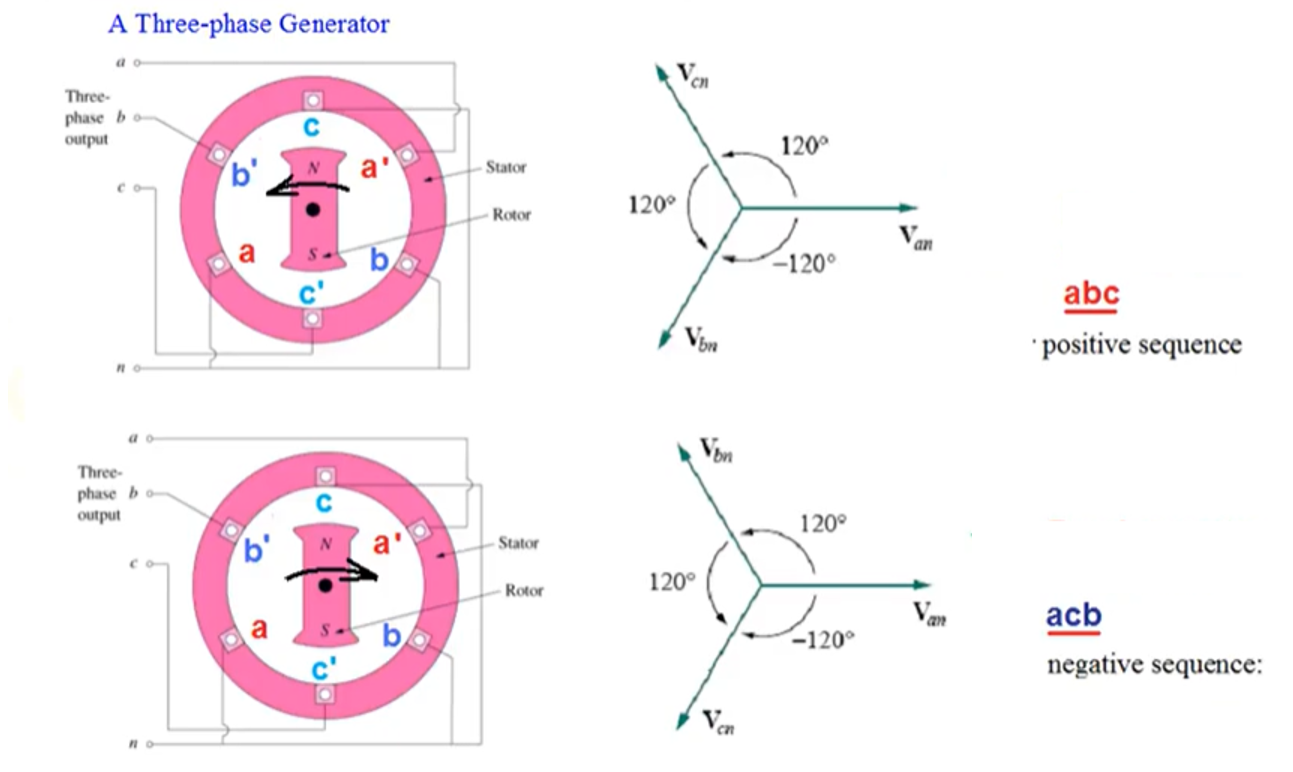 A Three-phase Generator
a
Three-
phase b
output
c
n
c
b'
a'
N
a
b
S
c'
Stator
Rotor
Vcn
120°
120°
Van
−120°
Vbn
abc
positive sequence
a
Three-
phase b
output
c
n
c
b'
a'
N
a
b
S
c'
Stator
Rotor
Vbn
120°
120°
Van
−120°
Vcn
acb
negative sequence: